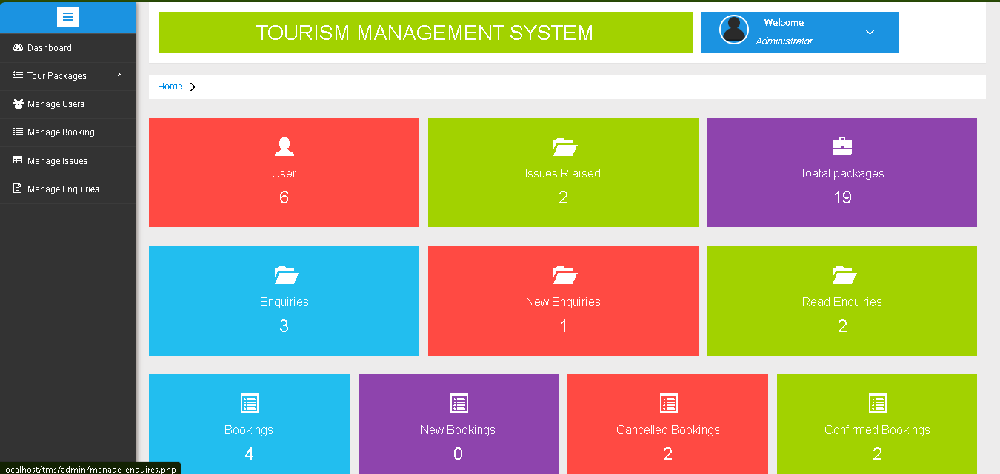 TOURISM MANAGEMENT SYSTEM
Welcome
Administrator
Dashboard
Tour Packages
Manage Users
Manage Booking
Manage Issues
Manage Enquiries
Home
User
6
Issues Riaised
2
Toatal packages
19
Enquiries
3
New Enquiries
1
Read Enquiries
2
Bookings
4
New Bookings
0
Cancelled Bookings
2
Confirmed Bookings
2
localhost/tms/admin/manage-enquires.php